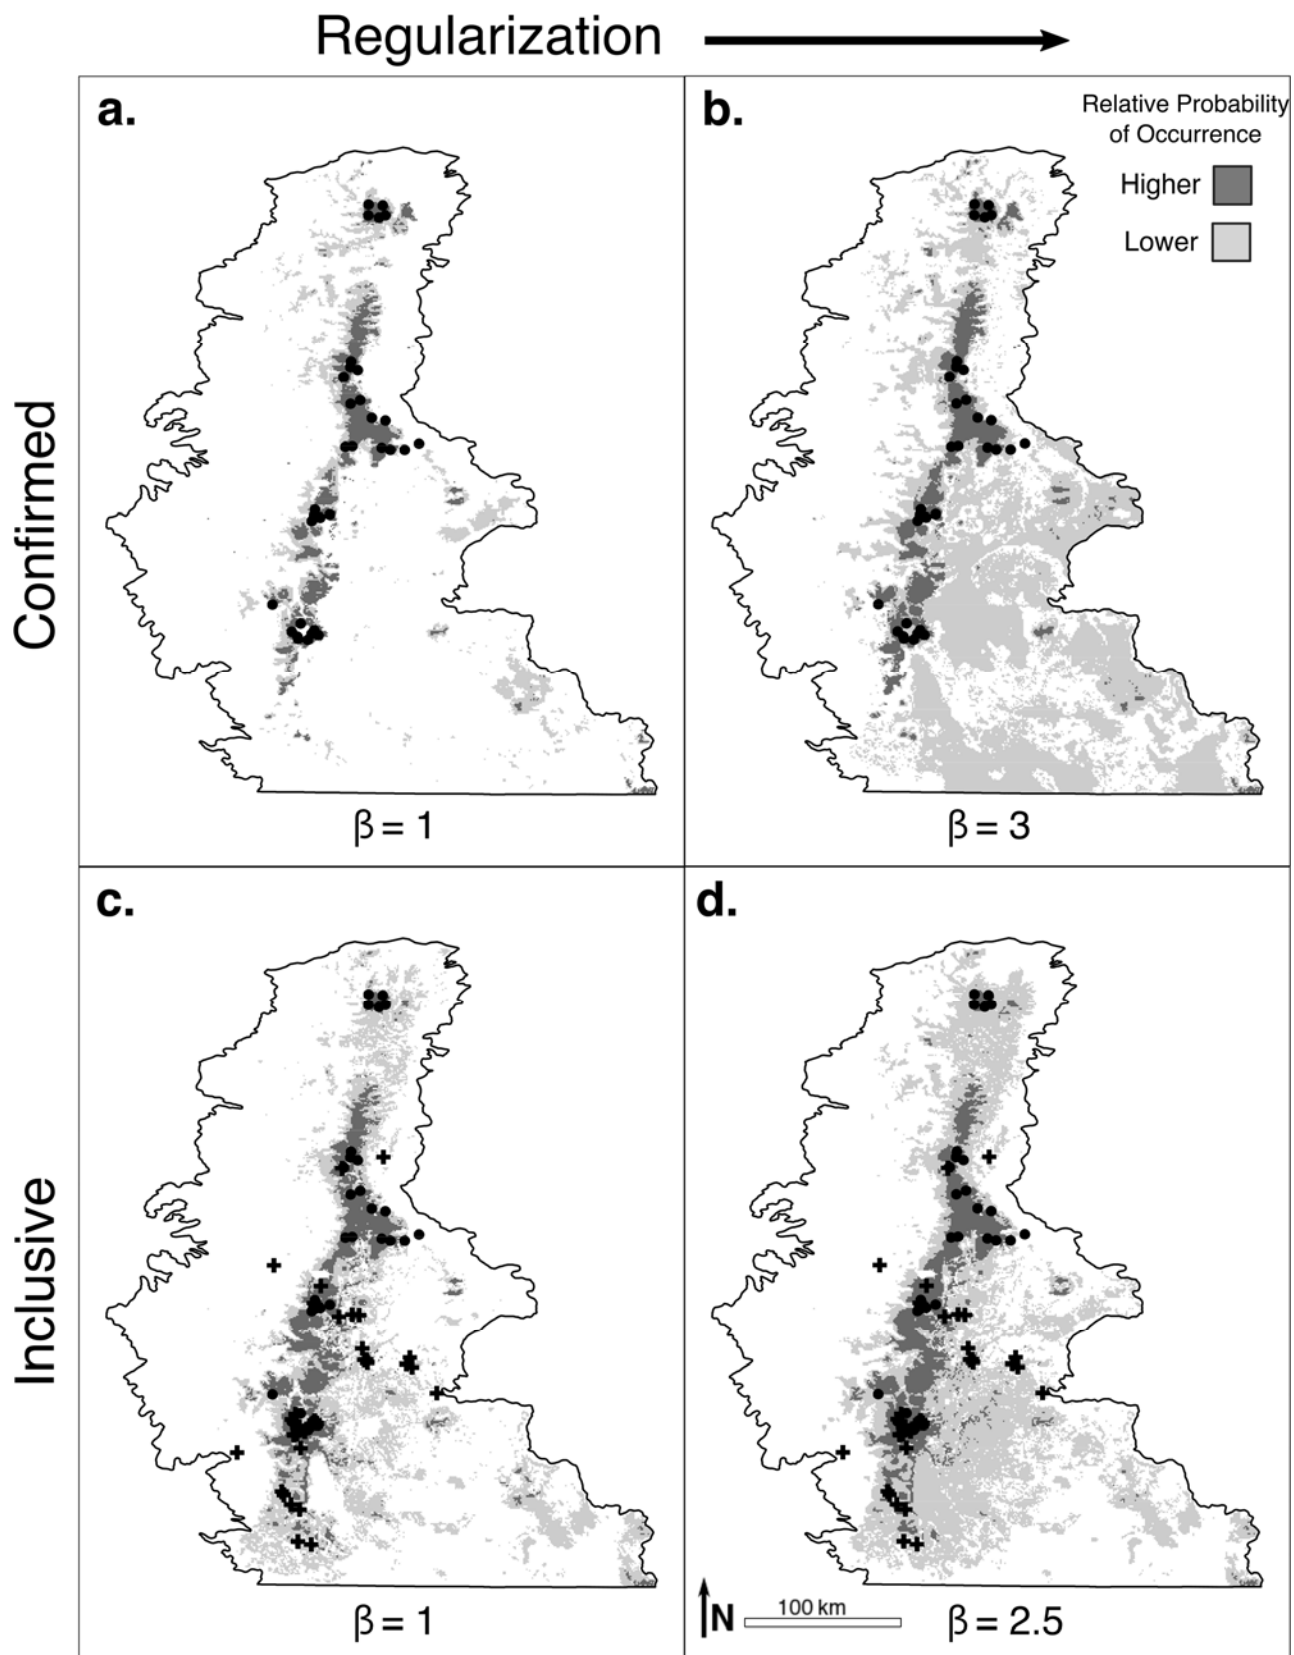 Regularization
a.
b.
Relative Probability
of Occurrence
Higher
Lower
Confirmed
β = 1
β = 3
c.
d.
Inclusive
N
100 km
β = 1
β = 2.5